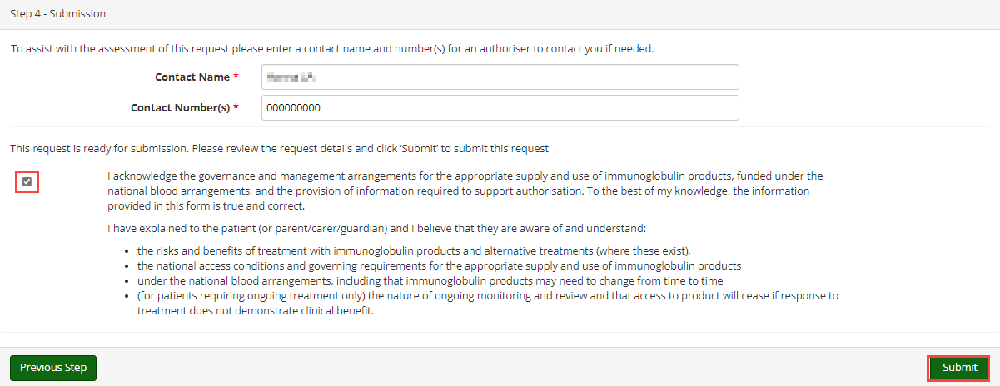 Step 4 - Submission
To assist with the assessment of this request please enter a contact name and number(s) for an authoriser to contact you if needed.
Contact Name *
Contact Number(s) * 000000000
This request is ready for submission. Please review the request details and click ‘Submit’ to submit this request
I acknowledge the governance and management arrangements for the appropriate supply and use of immunoglobulin products, funded under the
national blood arrangements, and the provision of information required to support authorisation. To the best of my knowledge, the information
provided in this form is true and correct.
I have explained to the patient (or parent/carer/guardian) and I believe that they are aware of and understand:
• the risks and benefits of treatment with immunoglobulin products and alternative treatments (where these exist),
• the national access conditions and governing requirements for the appropriate supply and use of immunoglobulin products
• under the national blood arrangements, including that immunoglobulin products may need to change from time to time
• (for patients requiring ongoing treatment only) the nature of ongoing monitoring and review and that access to product will cease if response to
treatment does not demonstrate clinical benefit.
Previous Step Submit